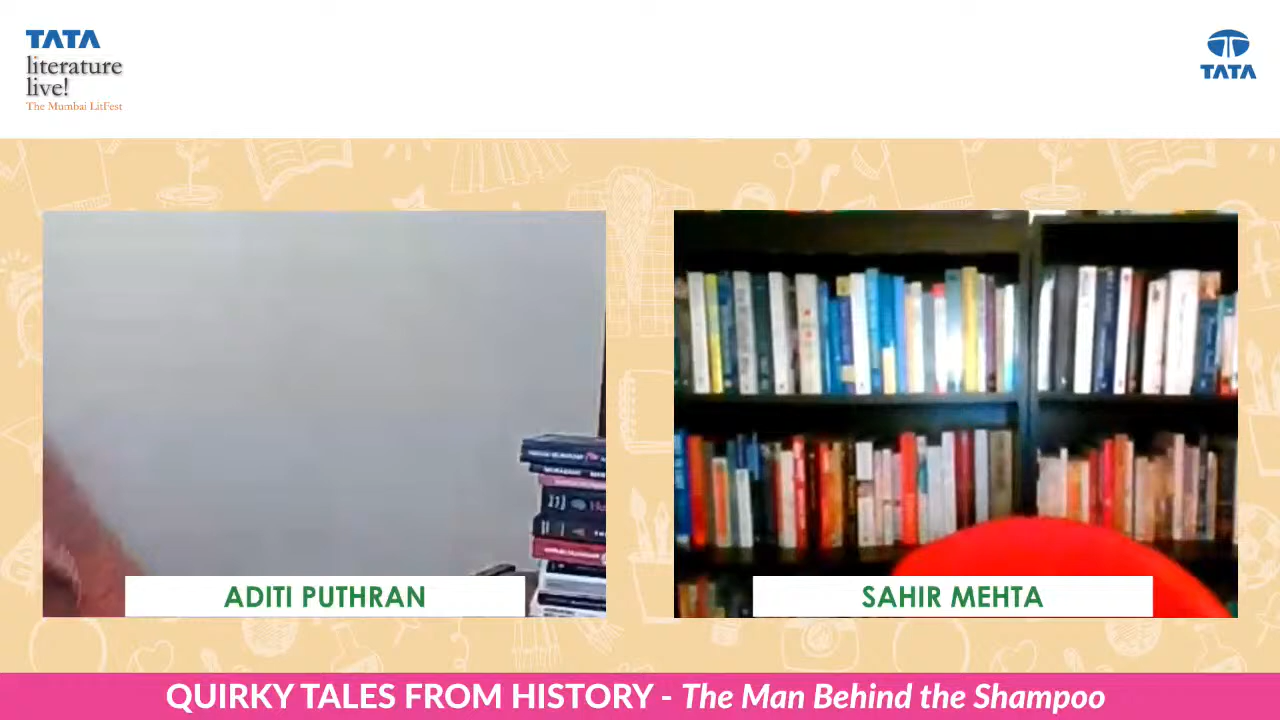 TATA
literature
live!
The Mumbai LitFest
TATA
ADITI PUTHRAN
SAHIR MEHTA
QUIRKY TALES FROM HISTORY - The Man Behind the Shampoo